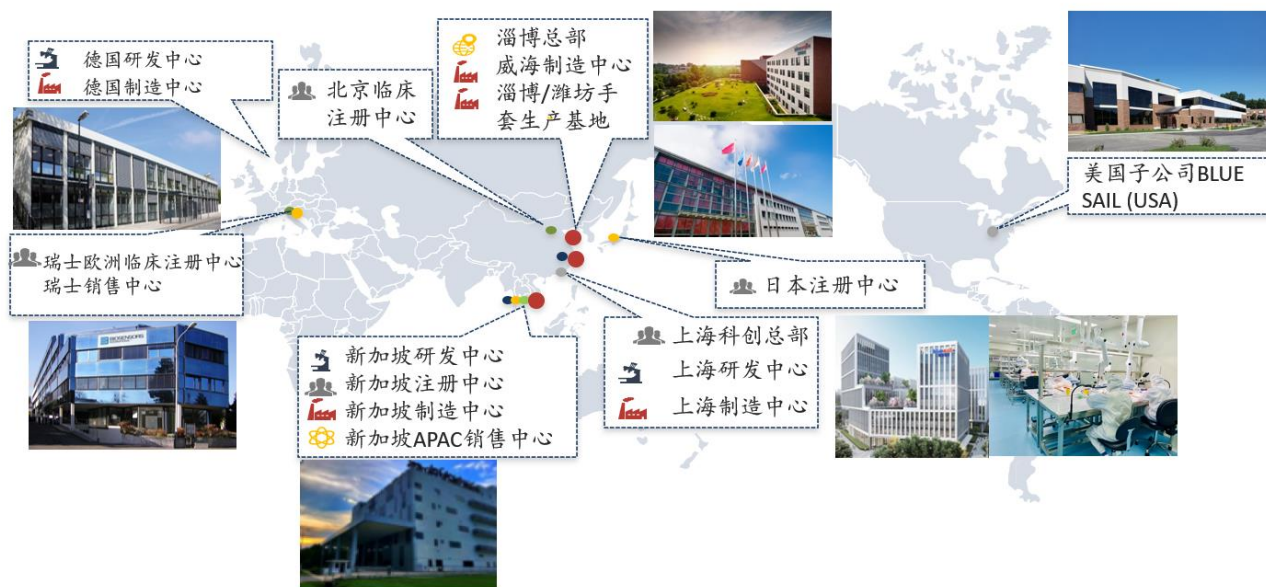 德国研发中心
德国制造中心
北京临床
注册中心
淄博总部
威海制造中心
淄博/潍坊手
套生产基地
美国子公司BLUE
SAIL (USA)
瑞士欧洲临床注册中心
瑞士销售中心
日本注册中心
BIOSENSORS
新加坡研发中心
新加坡注册中心
新加坡制造中心
新加坡APAC销售中心
上海科创总部
上海研发中心
上海制造中心